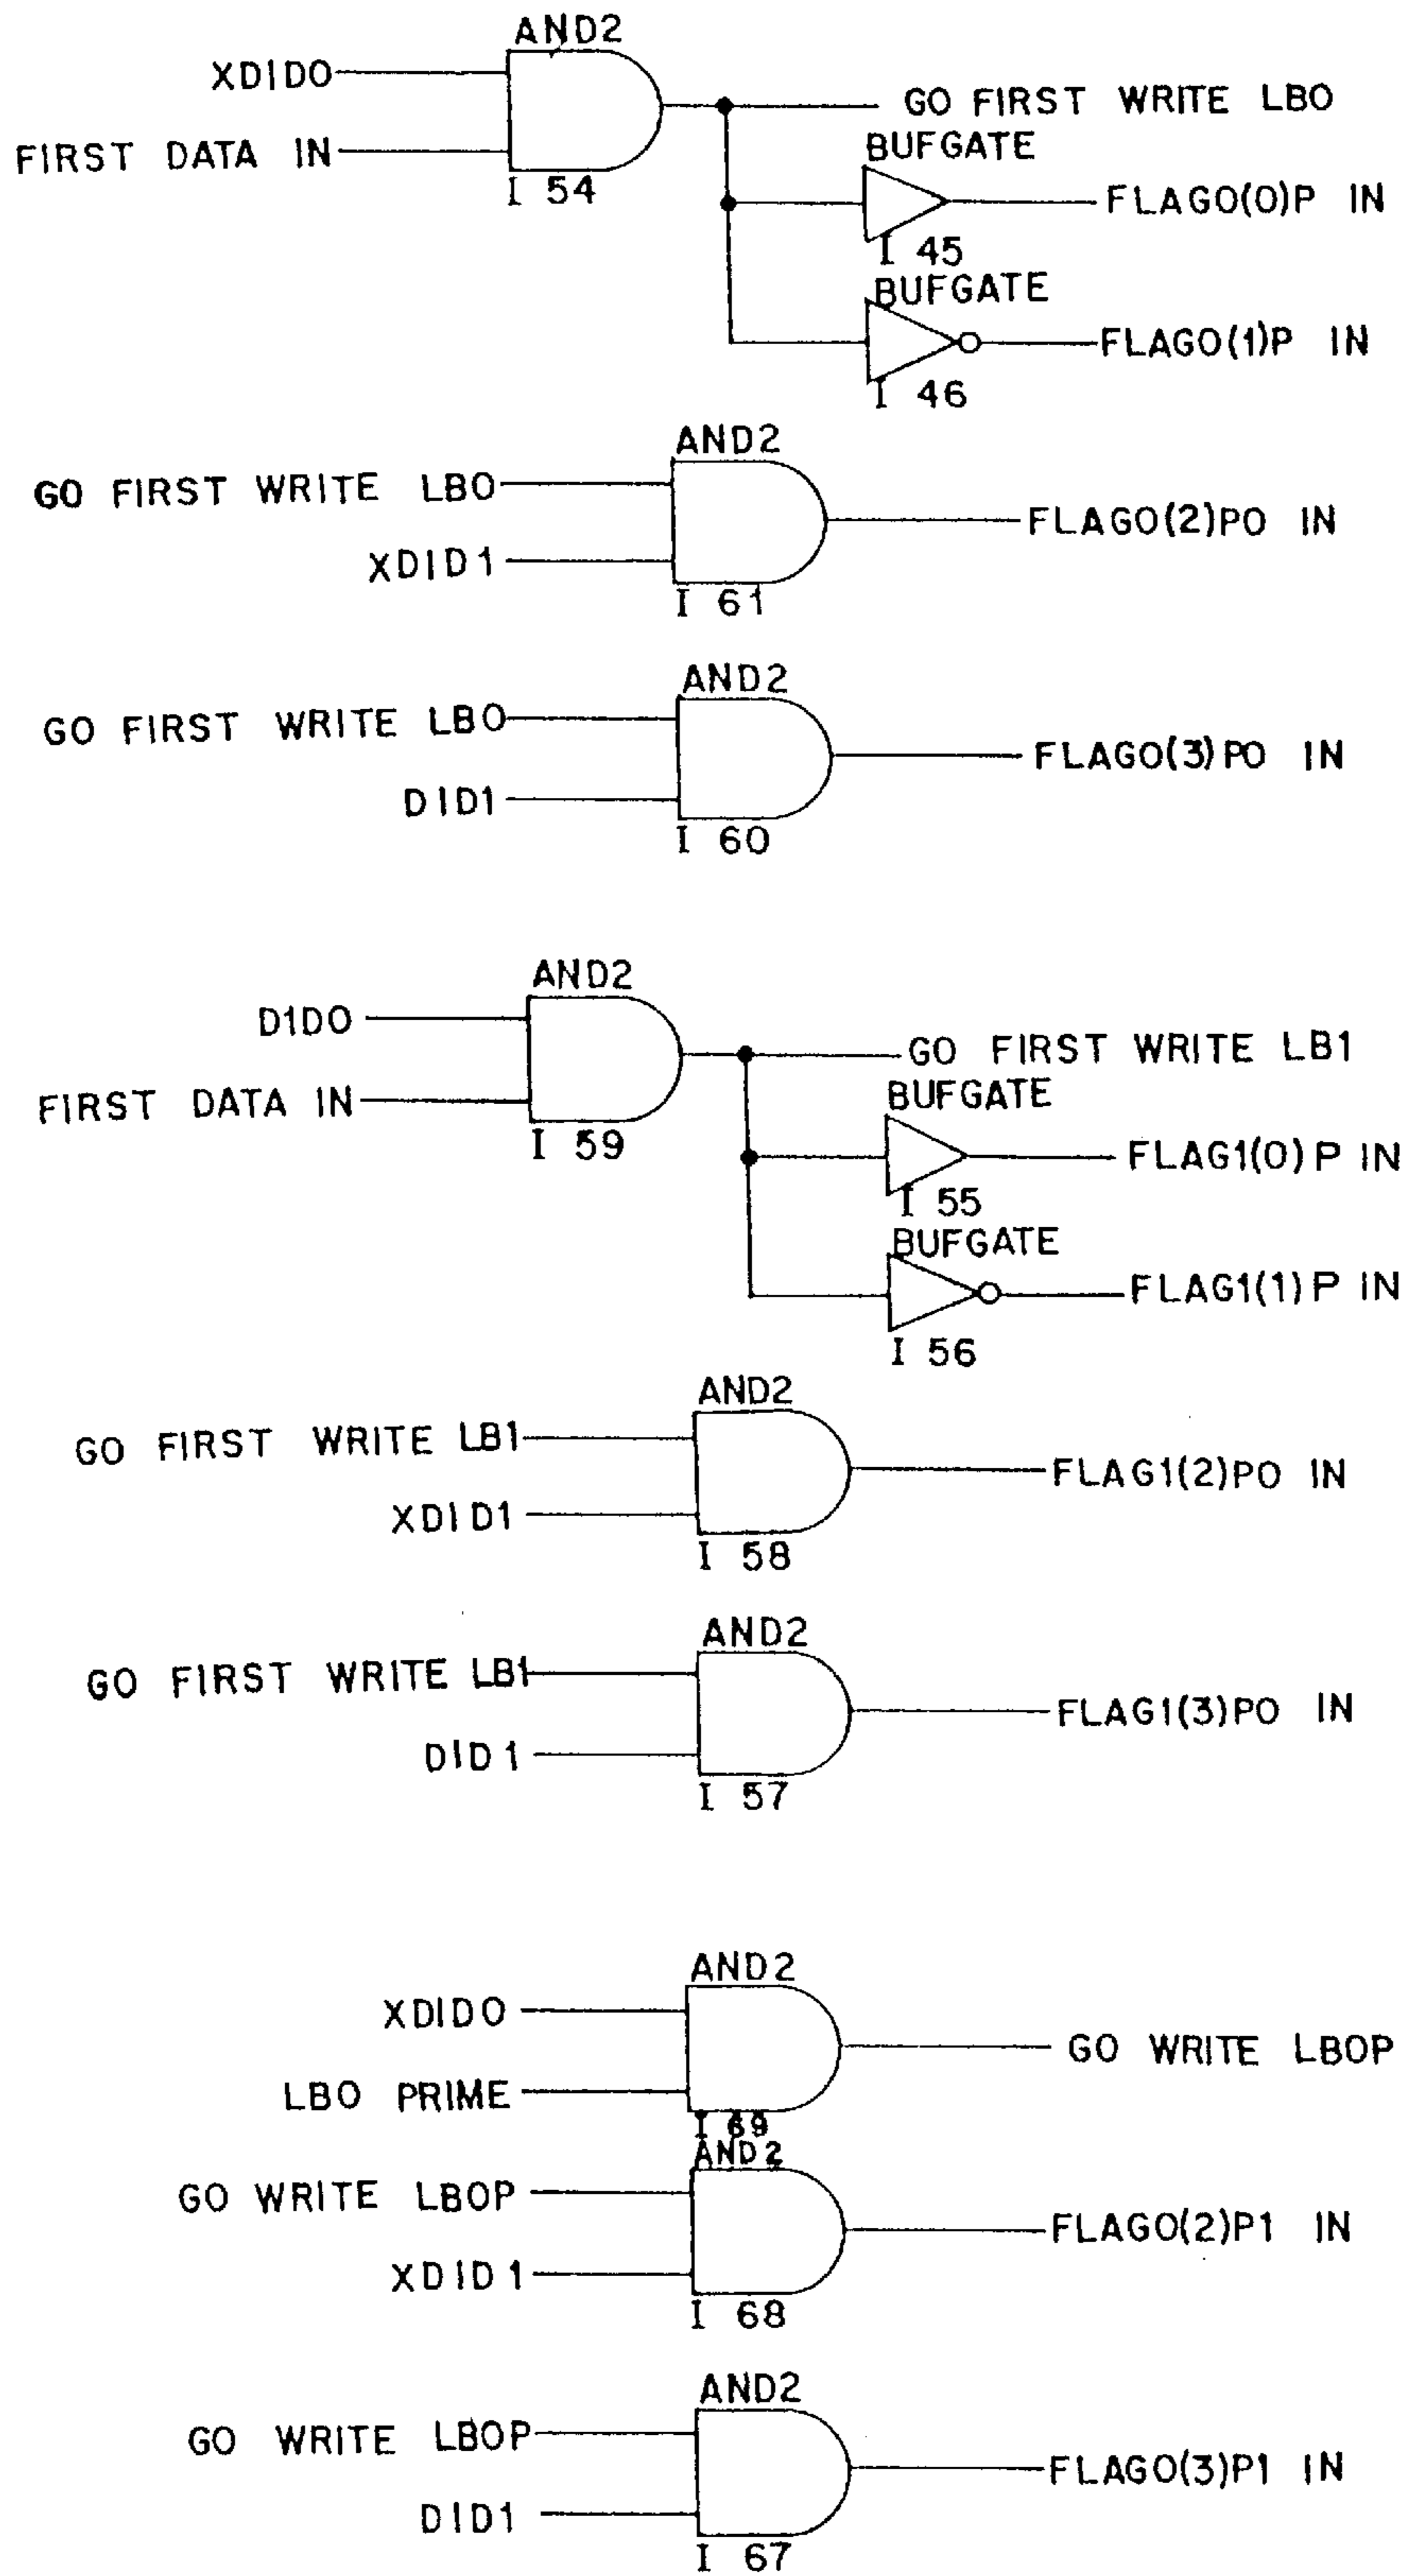 AND2
XDIDO
GO FIRST WRITE LBO
FIRST DATA IN
BUFGATE
I 54
FLAGO(0)P IN
I 45
BUFGATE
FLAGO(1)P IN
I 46
AND2
GO FIRST WRITE LBO
FLAGO(2)PO IN
XDID1
I 61
AND2
GO FIRST WRITE LBO
FLAGO(3)PO IN
DID1
I 60
AND2
D1DO
GO FIRST WRITE LB1
FIRST DATA IN
BUFGATE
I 59
FLAG1(0)P IN
I 55
BUFGATE
FLAG1(1)P IN
I 56
AND2
GO FIRST WRITE LB1
FLAG1(2)PO IN
XDID1
I 58
AND2
GO FIRST WRITE LB1
FLAG1(3)PO IN
DID1
I 57
AND2
XDIDO
GO WRITE LBOP
LBO PRIME
I 69
AND2
GO WRITE LBOP
FLAGO(2)P1 IN
XDID1
I 68
AND2
GO WRITE LBOP
FLAGO(3)P1 IN
DID1
I 67